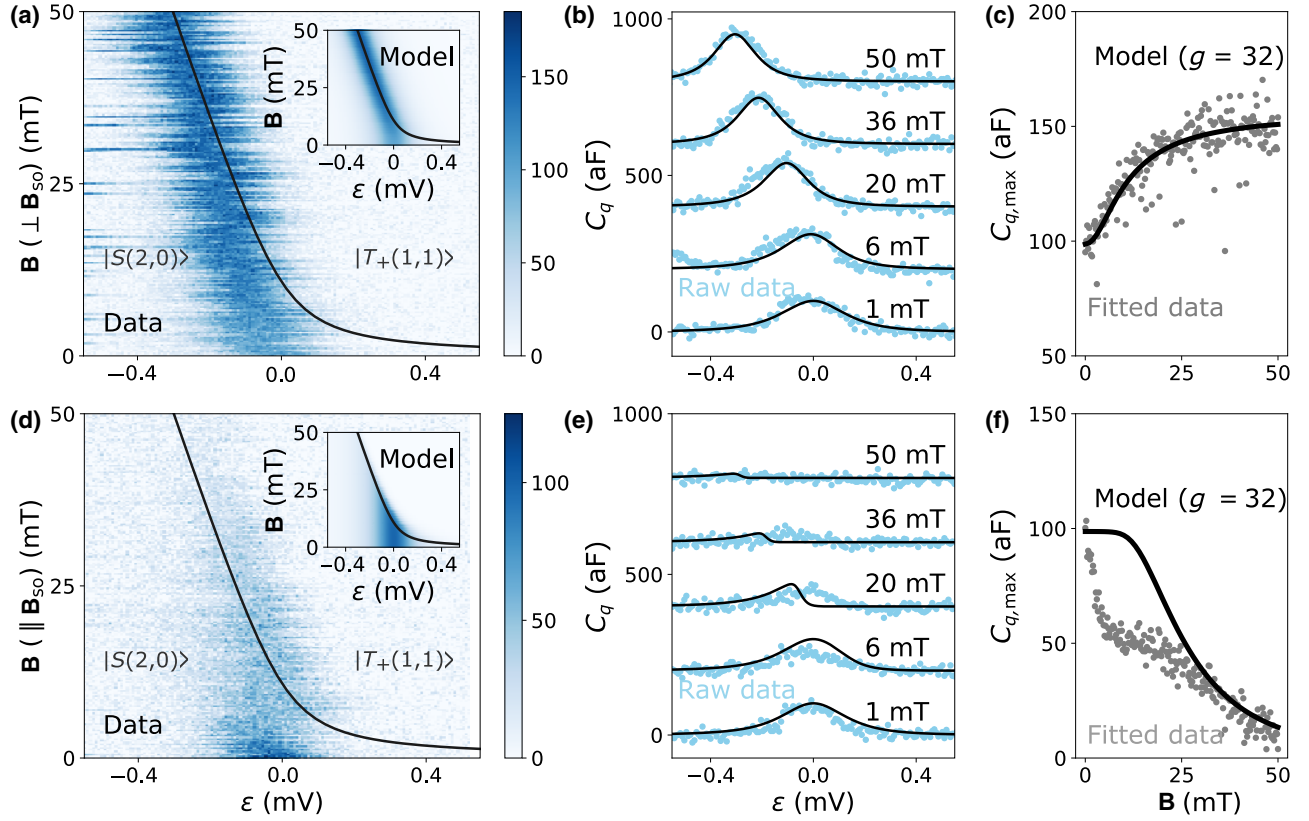 (a)
50
25
0
B ( ⊥ B_so) (mT)
|S(2,0)⟩
|T_+(1,1)⟩
Data
−0.4
0.0
0.4
ε (mV)
50
25
0
B (mT)
Model
−0.4
0
0.4
ε (mV)
150
100
50
0
(b)
1000
500
0
C_q (aF)
50 mT
36 mT
20 mT
6 mT
Raw data
1 mT
−0.4
0.0
0.4
(c)
200
150
100
50
C_q,max (aF)
Model (g = 32)
Fitted data
0
25
50
(d)
50
25
0
B ( ∥ B_so) (mT)
|S(2,0)⟩
|T_+(1,1)⟩
Data
−0.4
0.0
0.4
ε (mV)
50
25
0
B (mT)
Model
−0.4
0
0.4
ε (mV)
100
50
0
(e)
1000
500
0
C_q (aF)
50 mT
36 mT
20 mT
6 mT
Raw data
1 mT
−0.4
0.0
0.4
ε (mV)
(f)
150
100
50
0
C_q,max (aF)
Model (g = 32)
Fitted data
0
25
50
B (mT)